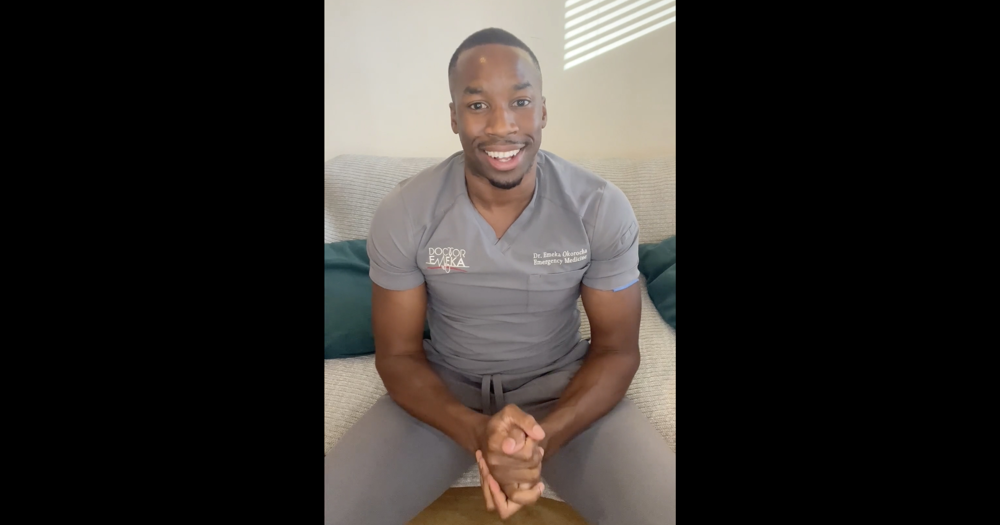 DOCTOR
EMEKA
Dr. Emeka Okorocha
Emergency Medicine